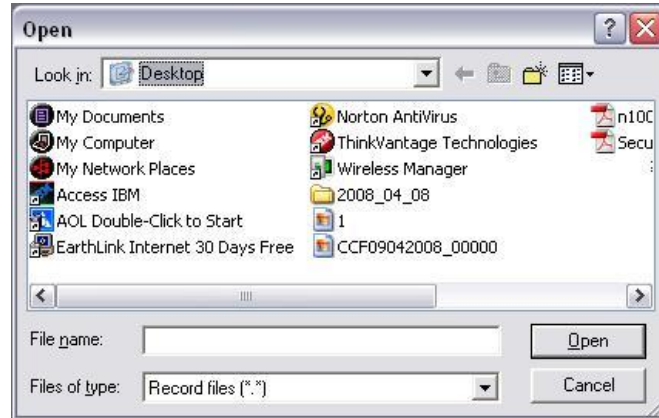 Open
Look in: Desktop
My Documents
My Computer
My Network Places
Access IBM
AOL Double-Click to Start
EarthLink Internet 30 Days Free
Norton AntiVirus
ThinkVantage Technologies
Wireless Manager
2008_04_08
1
CCF09042008_00000
n100
Secu
File name:
Open
Files of type: Record files (*.*)
Cancel